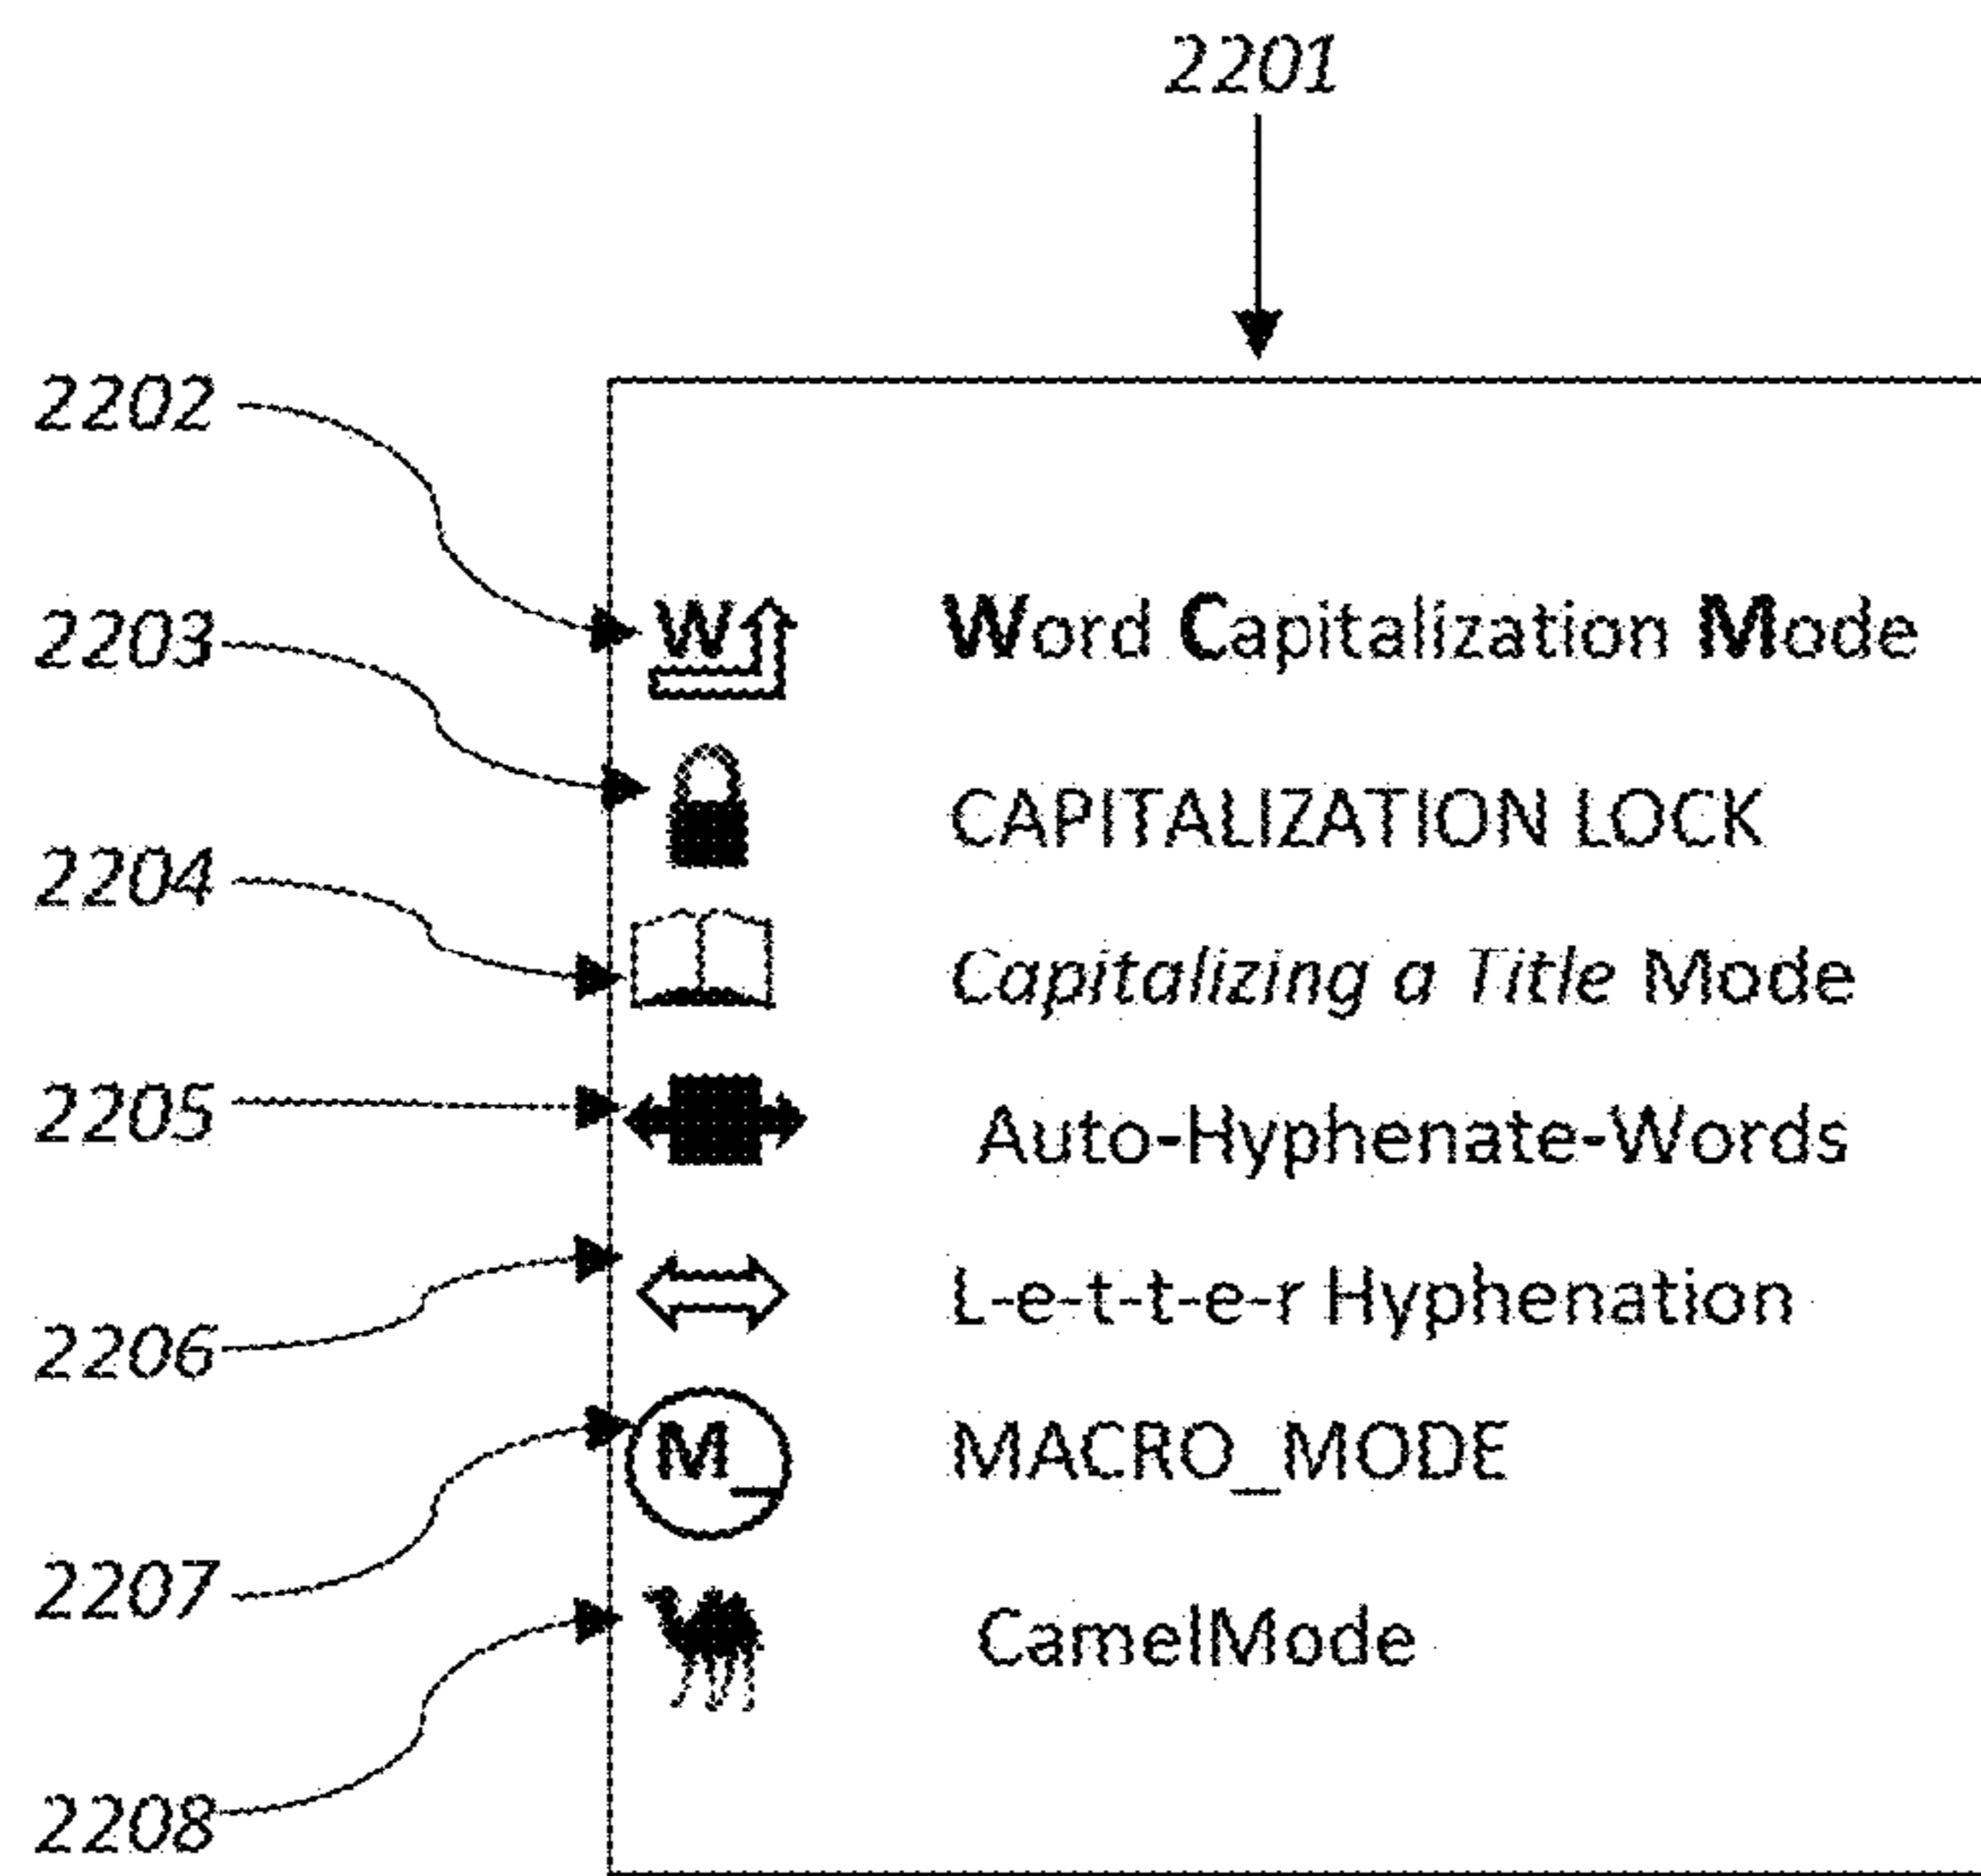 2201
2202
W Word Capitalization Mode
2203
CAPITALIZATION LOCK
2204
Capitalizing a Title Mode
2205 Auto-Hyphenate-Words
L-e-t-t-e-r Hyphenation
2206
M_ MACRO_MODE
2207
CamelMode
2208